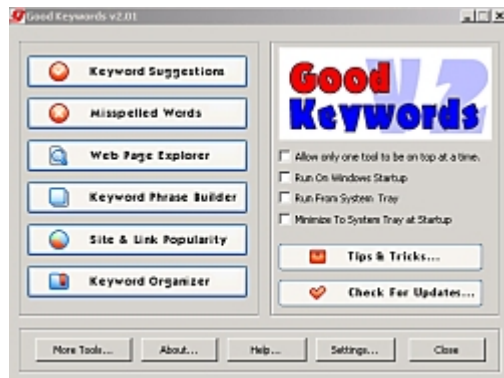 Good Keywords v2.01
Keyword Suggestions
Misspelled Words
Web Page Explorer
Keyword Phrase Builder
Site & Link Popularity
Keyword Organizer
Good
Keywords
V2
Allow only one tool to be on top at a time.
Run On Windows Startup
Run From System Tray
Minimize To System Tray at Startup
Tips & Tricks...
Check For Updates...
More Tools...
About...
Help...
Settings...
Close